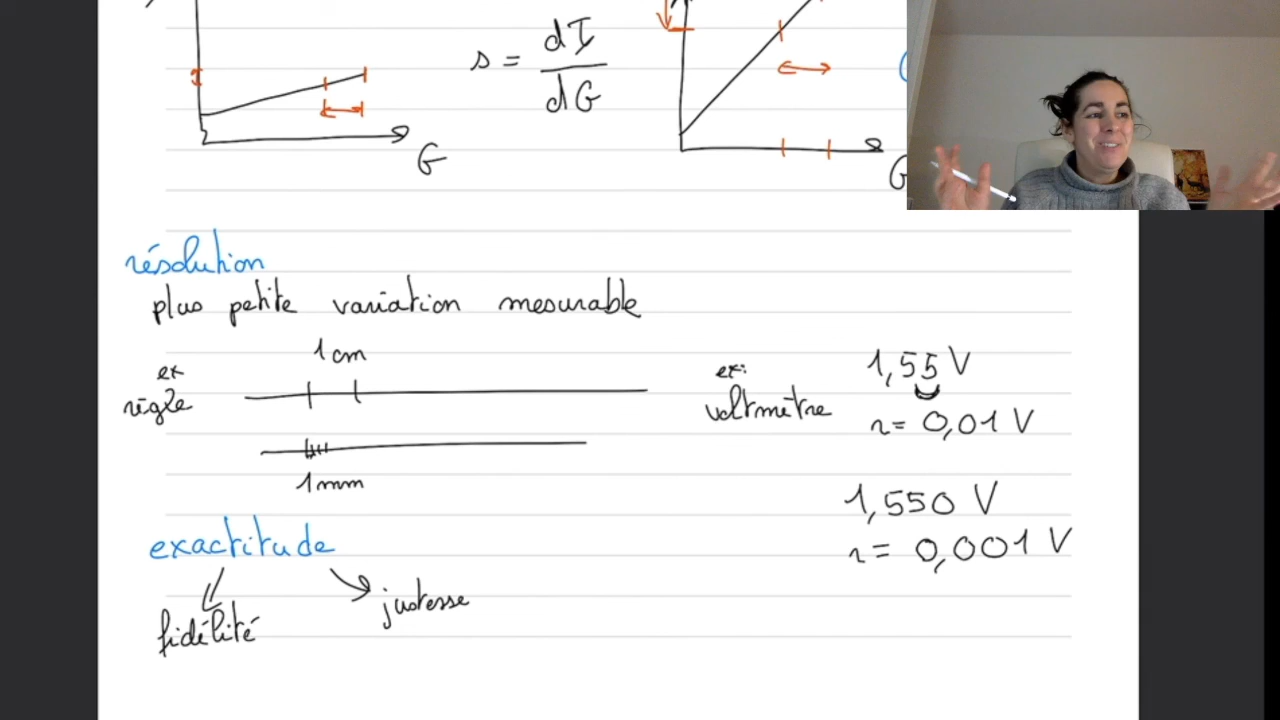 s = dI/dG
G
G
résolution
plus petite variation mesurable
1 cm
ex
règle
1 mm
ex:
voltmètre
1,55 V
r = 0,01 V
1,550 V
r = 0,001 V
exactitude
fidélité
justesse